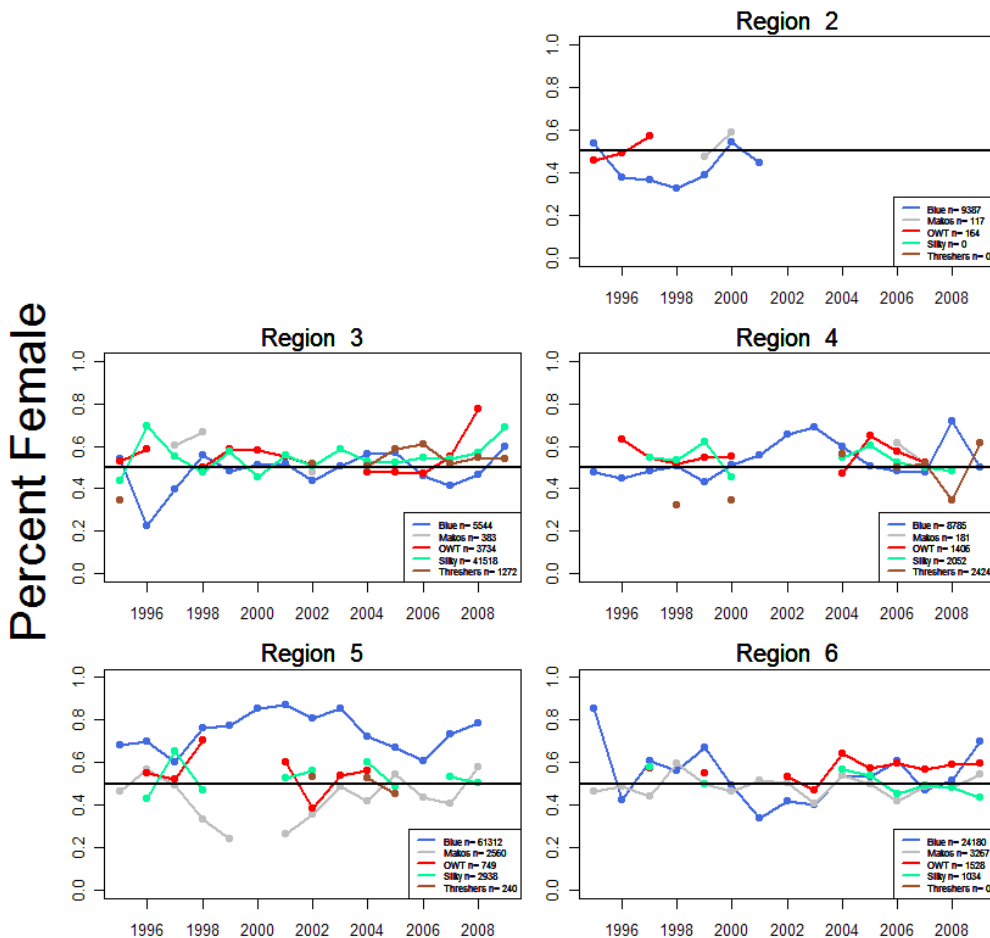 Region 2
1.0
0.8
0.6
0.4
0.2
0.0
Blue n= 9387
Makos n= 117
OWT n= 164
Silky n= 0
Threshers n= 0
1996 1998 2000 2002 2004 2006 2008
Percent Female
Region 3
1.0
0.8
0.6
0.4
0.2
0.0
Blue n= 5544
Makos n= 383
OWT n= 3734
Silky n= 41518
Threshers n= 1272
1996 1998 2000 2002 2004 2006 2008
Region 4
1.0
0.8
0.6
0.4
0.2
0.0
Blue n= 8785
Makos n= 181
OWT n= 1406
Silky n= 2052
Threshers n= 2424
1996 1998 2000 2002 2004 2006 2008
Region 5
1.0
0.8
0.6
0.4
0.2
0.0
Blue n= 61312
Makos n= 2560
OWT n= 749
Silky n= 2938
Threshers n= 240
1996 1998 2000 2002 2004 2006 2008
Region 6
1.0
0.8
0.6
0.4
0.2
0.0
Blue n= 24180
Makos n= 3267
OWT n= 1528
Silky n= 1034
Threshers n= 0
1996 1998 2000 2002 2004 2006 2008